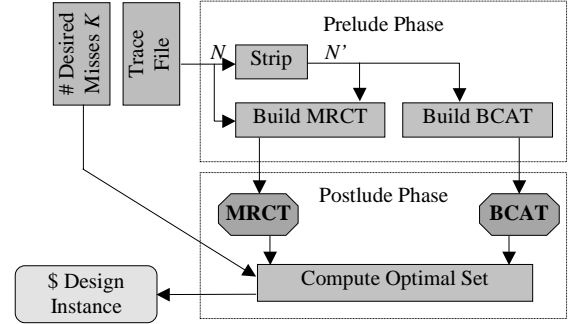 # Desired
Misses K
Trace
File
Prelude Phase
N
Strip
N’
Build MRCT
Build BCAT
Postlude Phase
MRCT
BCAT
Compute Optimal Set
$ Design
Instance